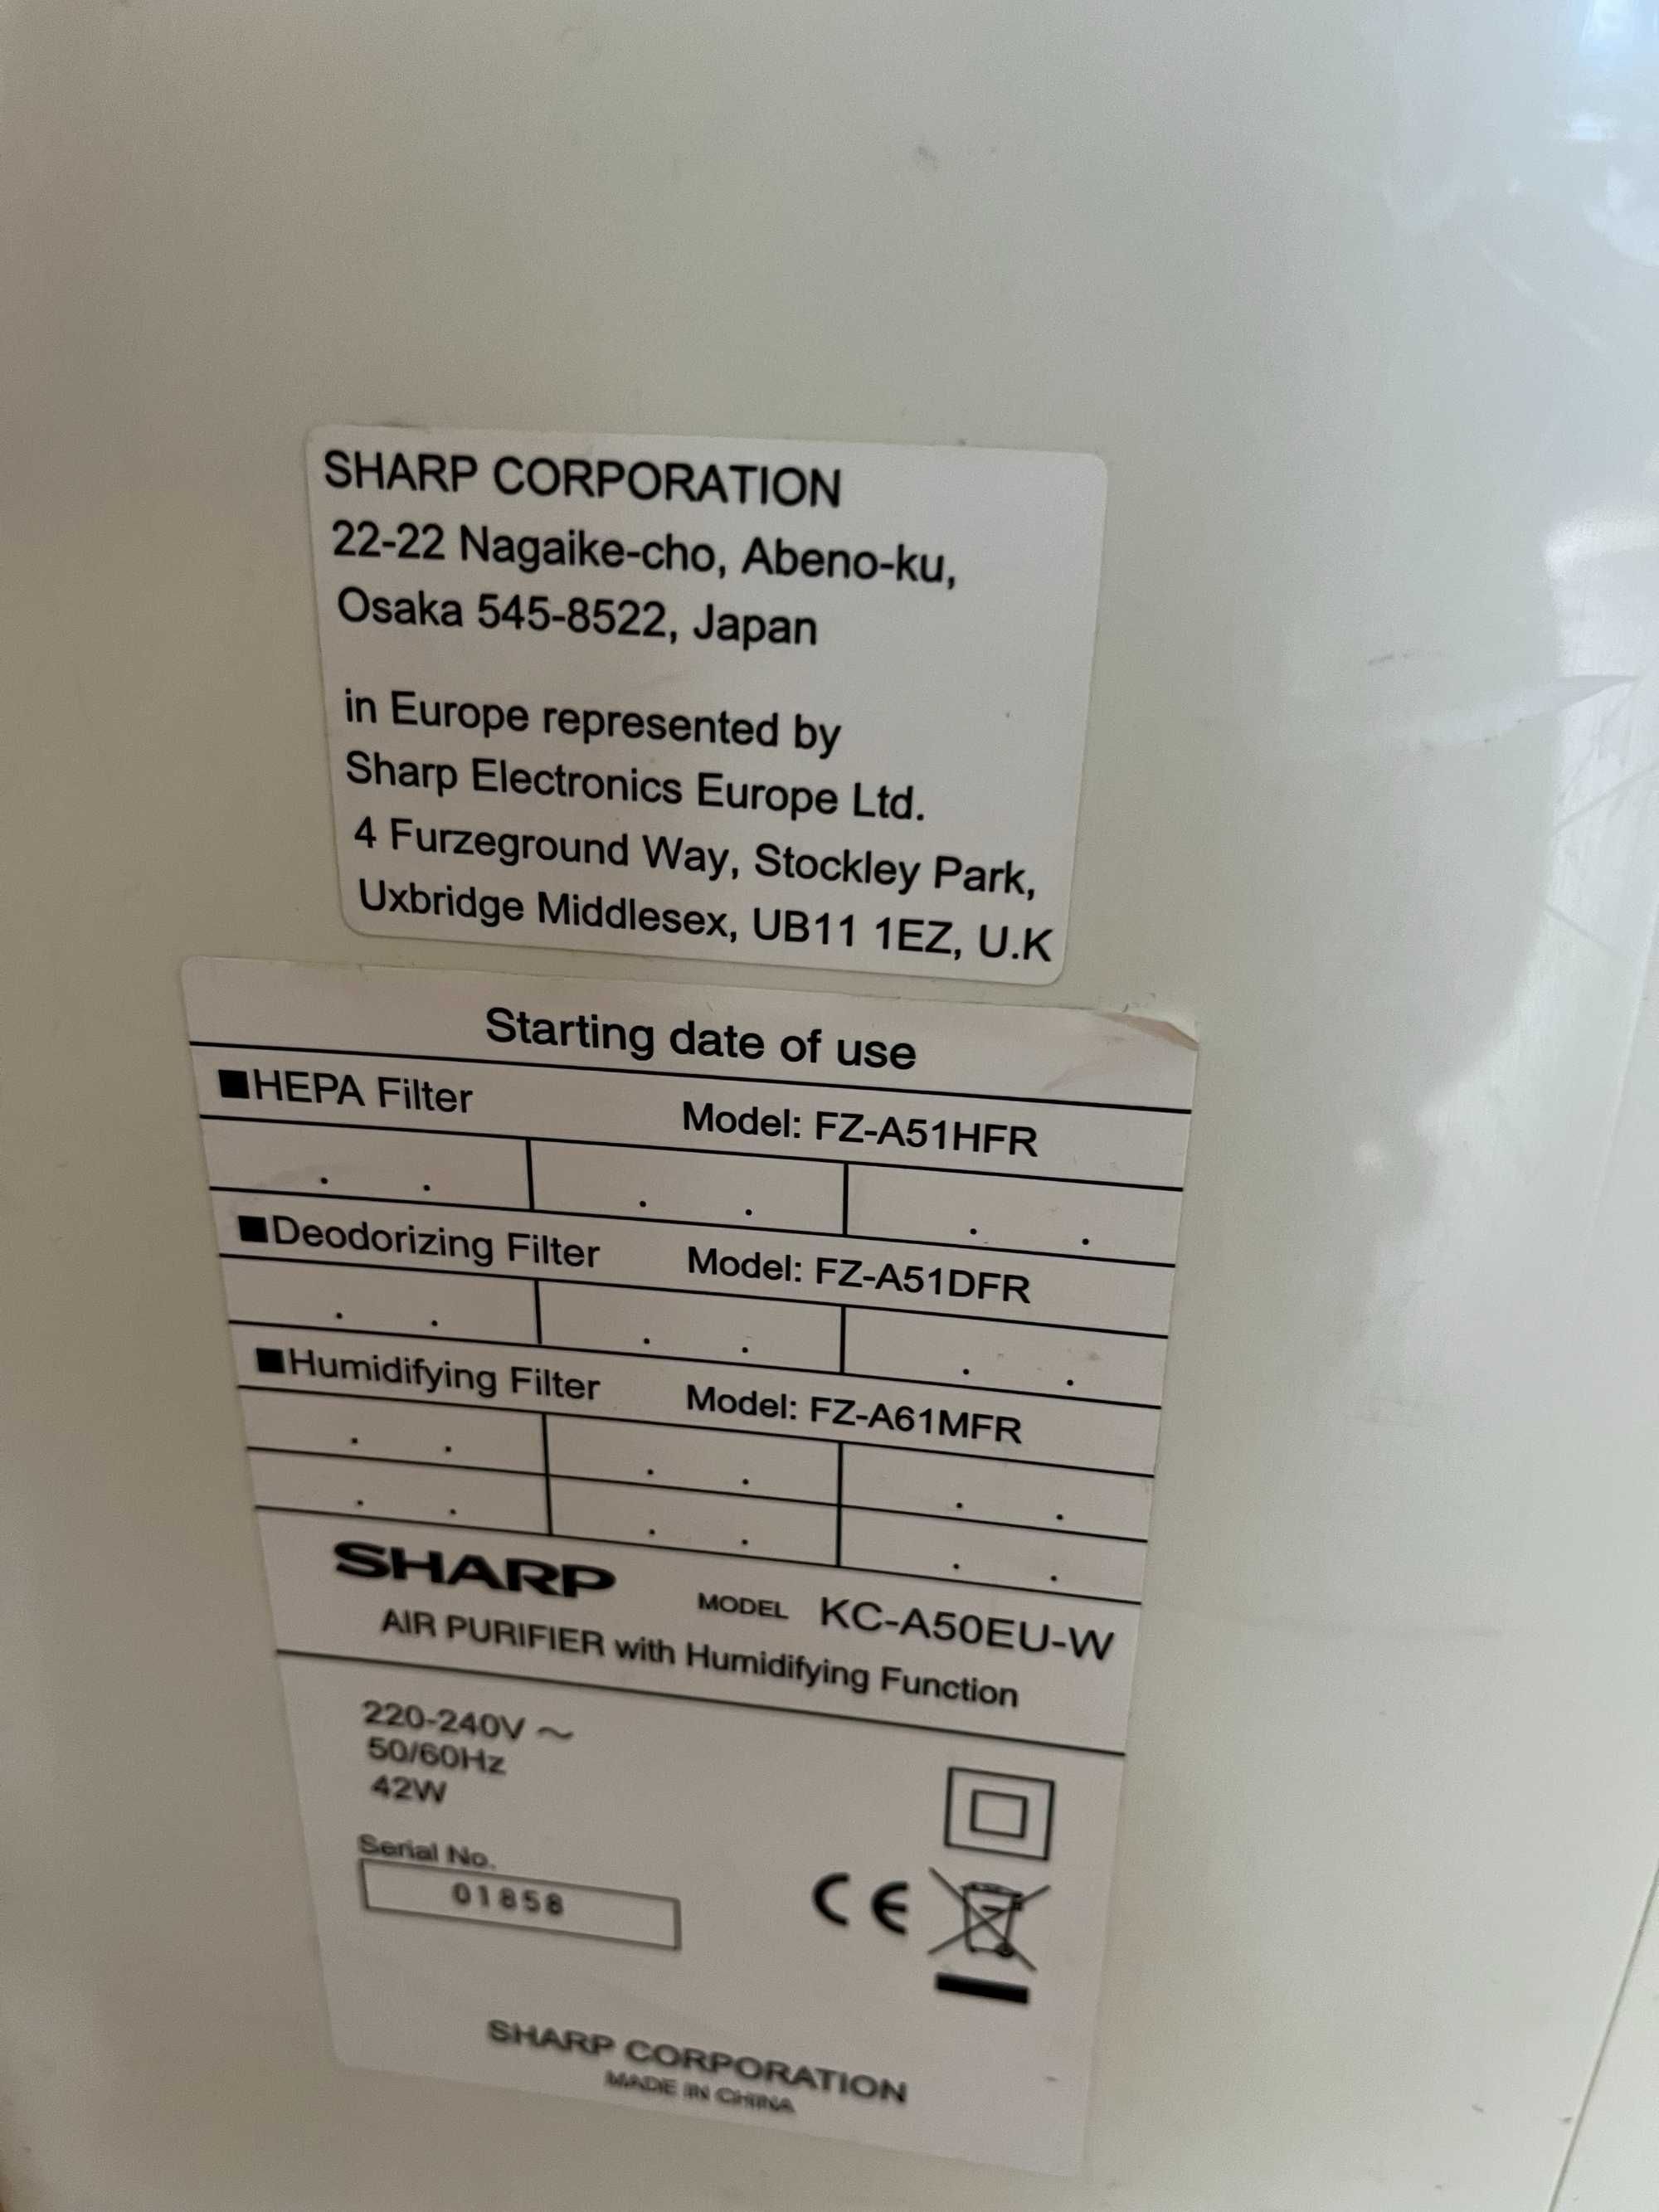 SHARP CORPORATION
22-22 Nagaike-cho, Abeno-ku,
Osaka 545-8522, Japan
in Europe represented by
Sharp Electronics Europe Ltd.
4 Furzeground Way, Stockley Park,
Uxbridge Middlesex, UB11 1EZ, U.K
Starting date of use
■HEPA Filter Model: FZ-A51HFR
. . . . . .
■Deodorizing Filter Model: FZ-A51DFR
. . . . . .
■Humidifying Filter Model: FZ-A61MFR
. . . . . .
. . . . . .
SHARP MODEL KC-A50EU-W
AIR PURIFIER with Humidifying Function
220-240V ~
50/60Hz
42W
Serial No.
01858
CE
SHARP CORPORATION
MADE IN CHINA